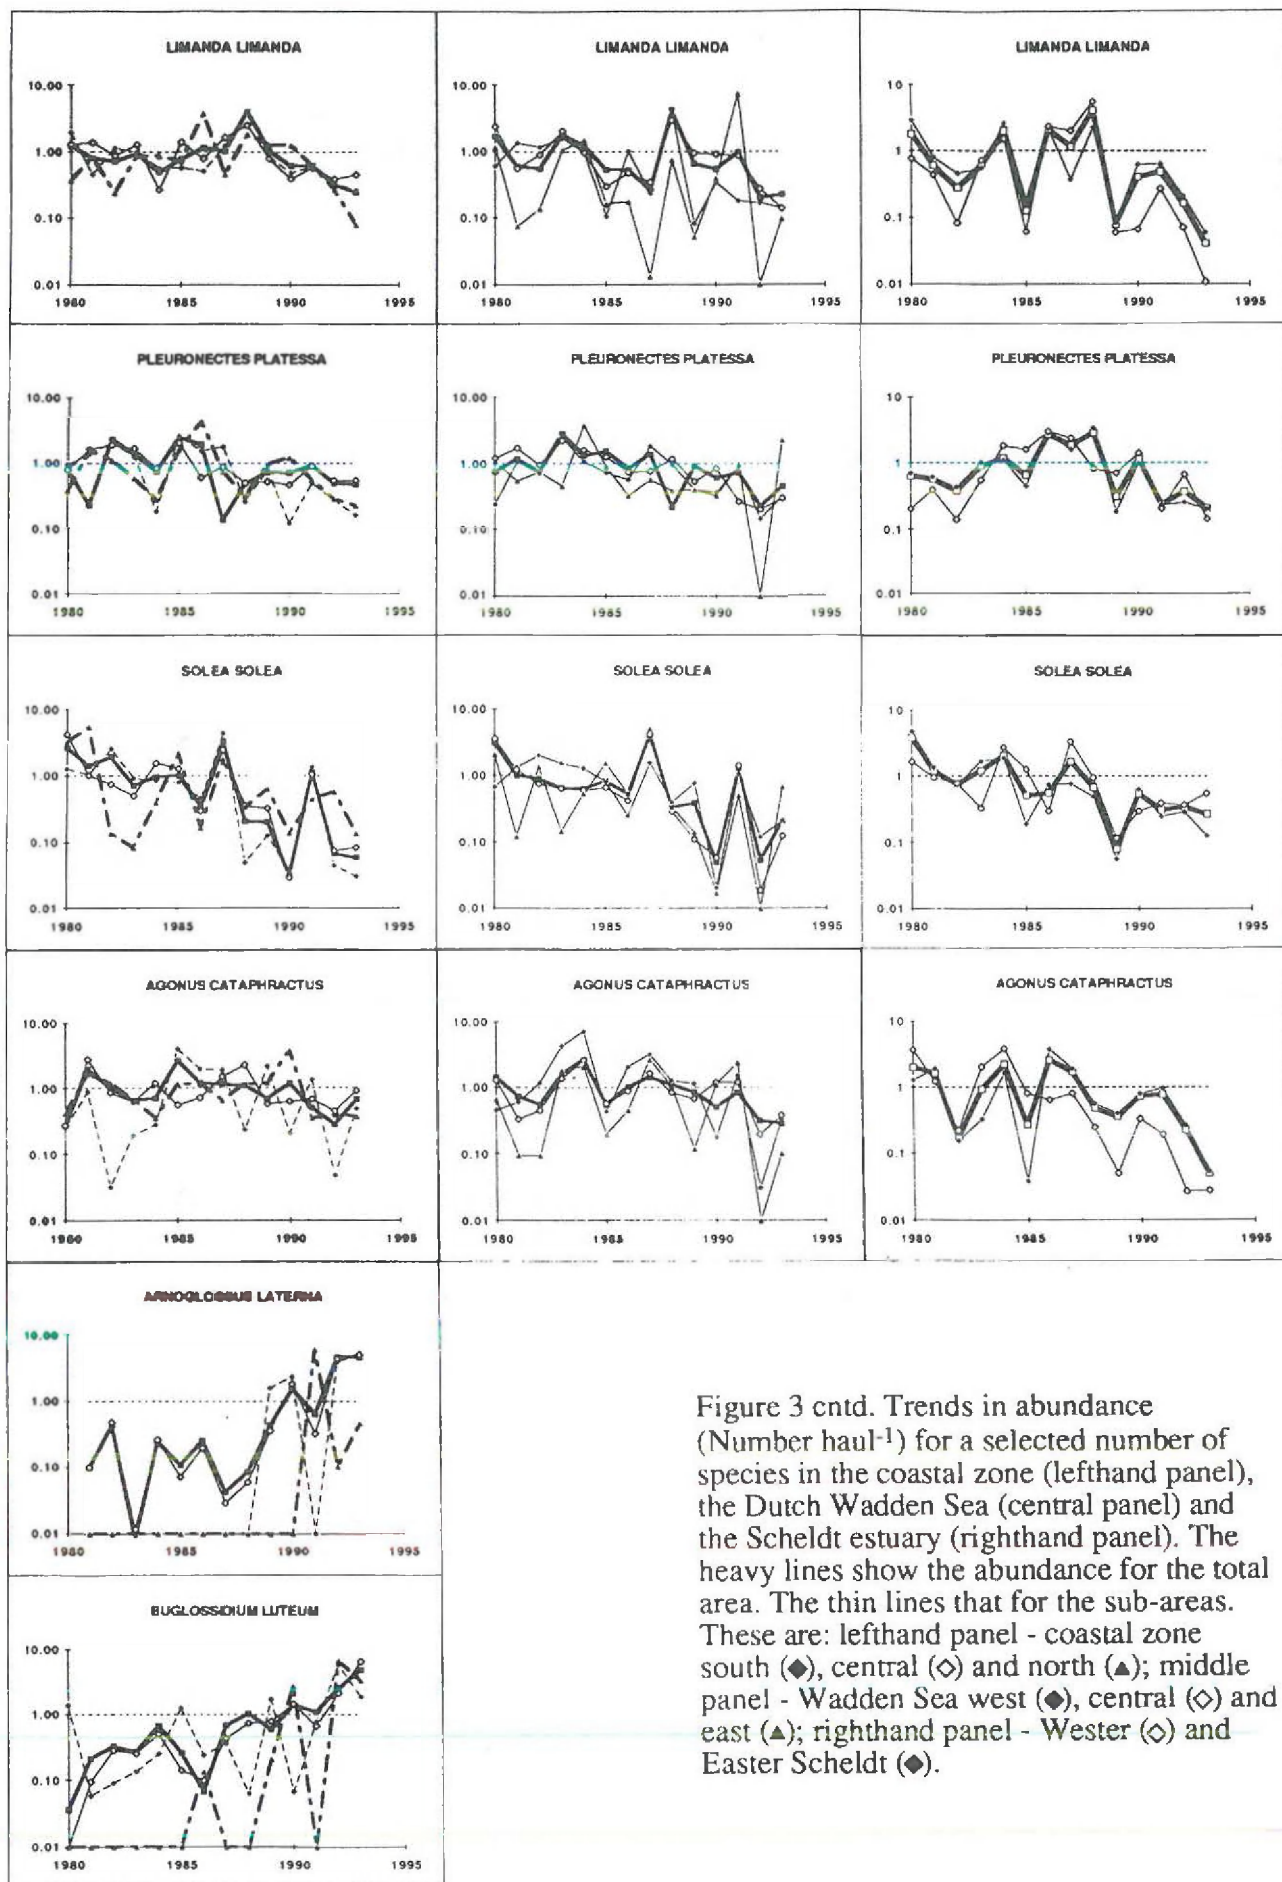 LIMANDA LIMANDA
10.00
1.00
0.10
0.01
1980 1985 1990 1995
LIMANDA LIMANDA
10.00
1.00
0.10
0.01
1980 1985 1990 1995
LIMANDA LIMANDA
10
1
0.1
0.01
1980 1985 1990 1995
PLEURONECTES PLATESSA
10.00
1.00
0.10
0.01
1980 1985 1990 1995
PLEURONECTES PLATESSA
10.00
1.00
0.10
0.01
1980 1985 1990 1995
PLEURONECTES PLATESSA
10
1
0.1
0.01
1980 1985 1990 1995
SOLEA SOLEA
10.00
1.00
0.10
0.01
1980 1985 1990 1995
SOLEA SOLEA
10.00
1.00
0.10
0.01
1980 1985 1990 1995
SOLEA SOLEA
10
1
0.1
0.01
1980 1985 1990 1995
AGONUS CATAPHRACTUS
10.00
1.00
0.10
0.01
1980 1985 1990 1995
AGONUS CATAPHRACTUS
10.00
1.00
0.10
0.01
1980 1985 1990 1995
AGONUS CATAPHRACTUS
10
1
0.1
0.01
1980 1985 1990 1995
ARNOGLOSSUS LATERNA
10.00
1.00
0.10
0.01
1980 1985 1990 1995
BUGLOSSIDIUM LUTEUM
10.00
1.00
0.10
0.01
1980 1985 1990 1995
Figure 3 cntd. Trends in abundance
(Number haul-1) for a selected number of
species in the coastal zone (lefthand panel),
the Dutch Wadden Sea (central panel) and
the Scheldt estuary (righthand panel). The
heavy lines show the abundance for the total
area. The thin lines that for the sub-areas.
These are: lefthand panel - coastal zone
south (◆), central (◇) and north (▲); middle
panel - Wadden Sea west (◆), central (◇) and
east (▲); righthand panel - Wester (◇) and
Easter Scheldt (◆).